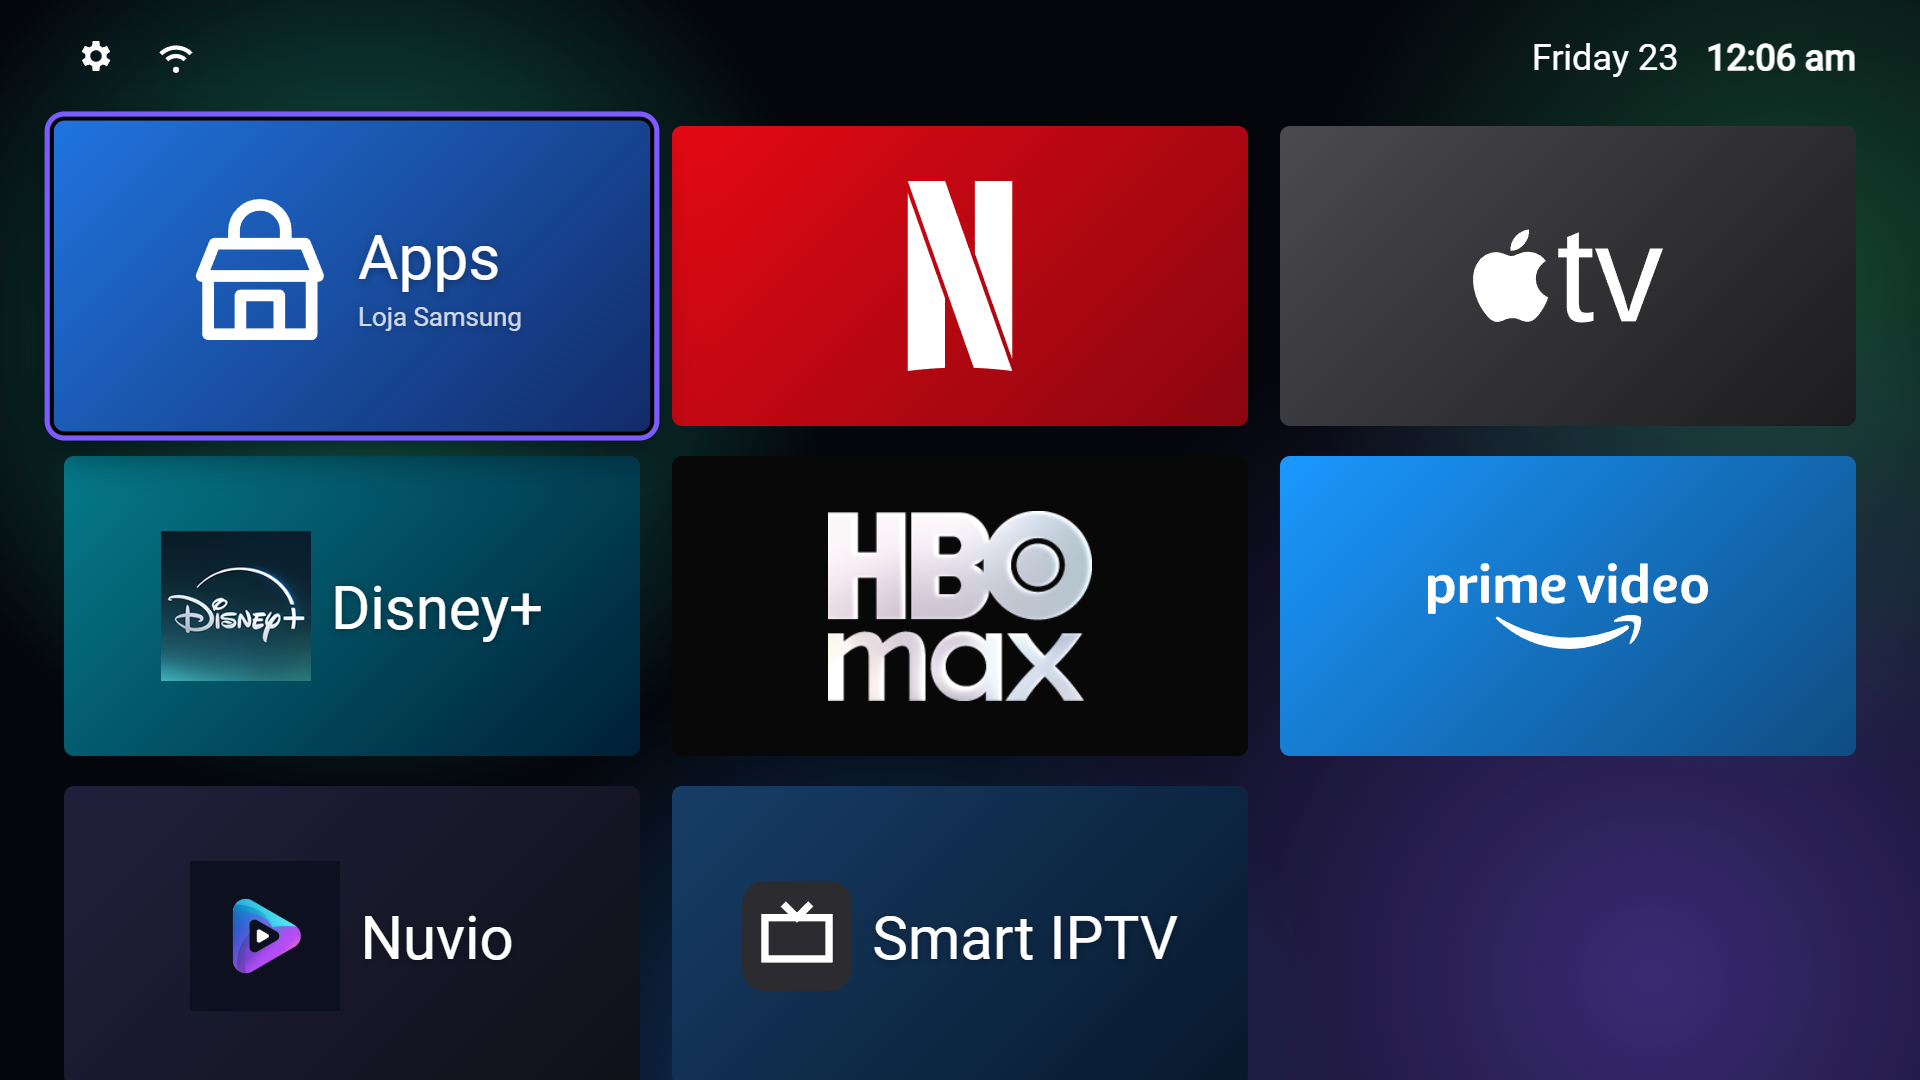 Friday 23 12:06 am
Apps
Loja Samsung
N
tv
Disney+
Disney+
HBO
max
prime video
Nuvio
Smart IPTV